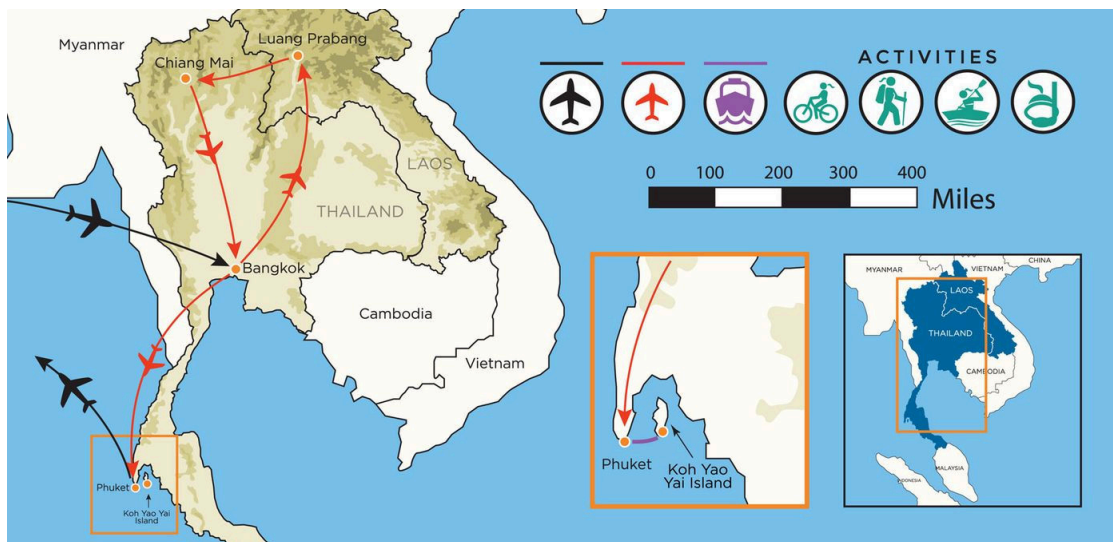 Myanmar
Luang Prabang
Chiang Mai
LAOS
THAILAND
Bangkok
Cambodia
Vietnam
Phuket
Koh Yao Yai
Island
ACTIVITIES
0 100 200 300 400
Miles
Phuket
Koh Yao
Yai Island
MYANMAR
VIETNAM
CHINA
LAOS
THAILAND
CAMBODIA
MALAYSIA
INDONESIA